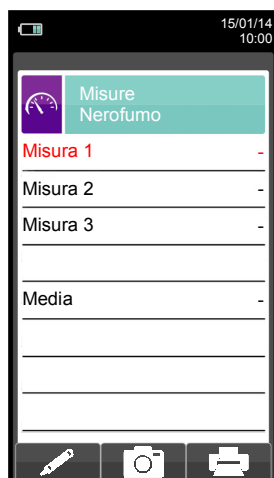 15/01/14
10:00
Misure
Nerofumo
Misura 1 -
Misura 2 -
Misura 3 -
Media -